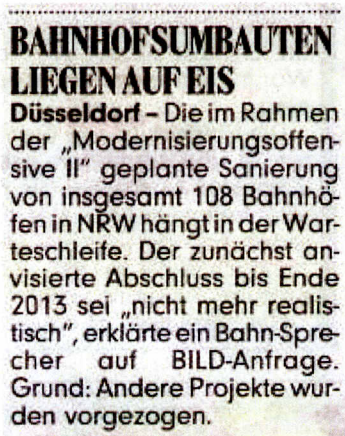 BAHNHOFSUMBAUTEN
LIEGEN AUF EIS
Düsseldorf – Die im Rahmen
der „Modernisierungsoffen-
sive II" geplante Sanierung
von insgesamt 108 Bahnhö-
fen in NRW hängt in der War-
teschleife. Der zunächst an-
visierte Abschluss bis Ende
2013 sei „nicht mehr realis-
tisch", erklärte ein Bahn-Spre-
cher auf BILD-Anfrage.
Grund: Andere Projekte wur-
den vorgezogen.